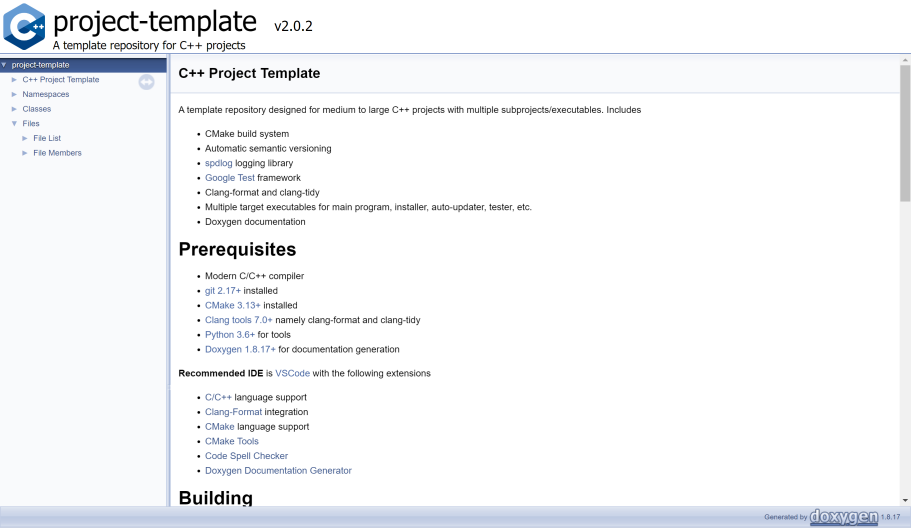 C++
project-template v2.0.2
A template repository for C++ projects
project-template
C++ Project Template
Namespaces
Classes
Files
File List
File Members
C++ Project Template
A template repository designed for medium to large C++ projects with multiple subprojects/executables. Includes
CMake build system
Automatic semantic versioning
spdlog logging library
Google Test framework
Clang-format and clang-tidy
Multiple target executables for main program, installer, auto-updater, tester, etc.
Doxygen documentation
Prerequisites
Modern C/C++ compiler
git 2.17+ installed
CMake 3.13+ installed
Clang tools 7.0+ namely clang-format and clang-tidy
Python 3.6+ for tools
Doxygen 1.8.17+ for documentation generation
Recommended IDE is VSCode with the following extensions
C/C++ language support
Clang-Format integration
CMake language support
CMake Tools
Code Spell Checker
Doxygen Documentation Generator
Building
Generated by doxygen 1.8.17